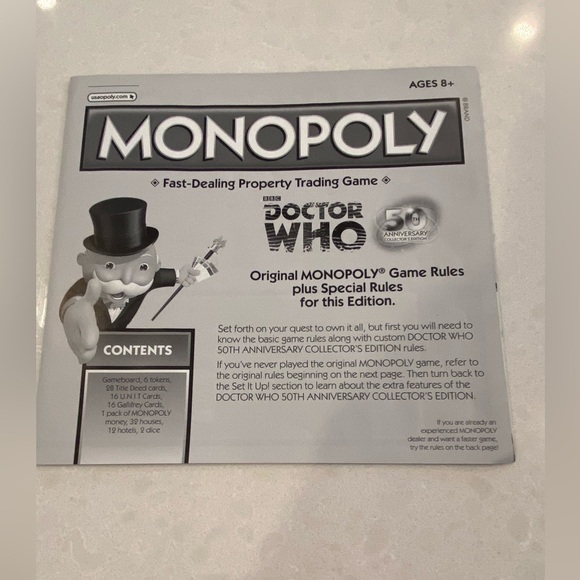 usaopoly.com
AGES 8+
© BRAND
MONOPOLY
Fast-Dealing Property Trading Game
BBC
DOCTOR
WHO
50TH
ANNIVERSARY
COLLECTOR'S EDITION
Original MONOPOLY® Game Rules
plus Special Rules
for this Edition.
CONTENTS
Gameboard, 6 tokens,
28 Title Deed cards,
16 U.N.I.T Cards,
16 Gallifrey Cards,
1 pack of MONOPOLY
money, 32 houses,
12 hotels, 2 dice
Set forth on your quest to own it all, but first you will need to
know the basic game rules along with custom DOCTOR WHO
50TH ANNIVERSARY COLLECTOR'S EDITION rules.
If you've never played the original MONOPOLY game, refer to
the original rules beginning on the next page. Then turn back to
the Set It Up! section to learn about the extra features of the
DOCTOR WHO 50TH ANNIVERSARY COLLECTOR'S EDITION.
If you are already an
experienced MONOPOLY
dealer and want a faster game,
try the rules on the back page!